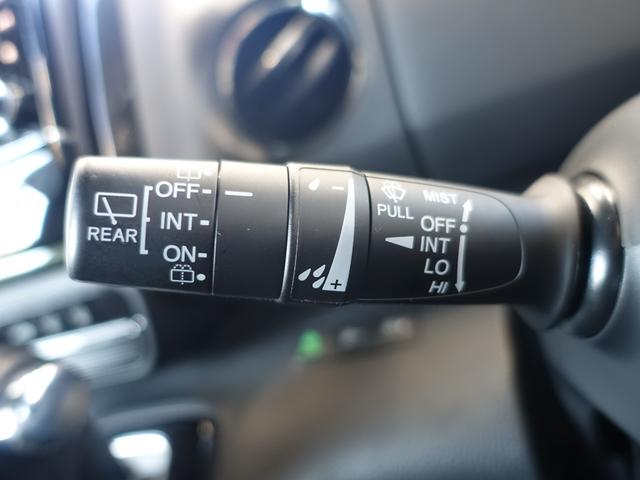 REAR
OFF
INT
ON
PULL
MIST
OFF
INT
LO
HI